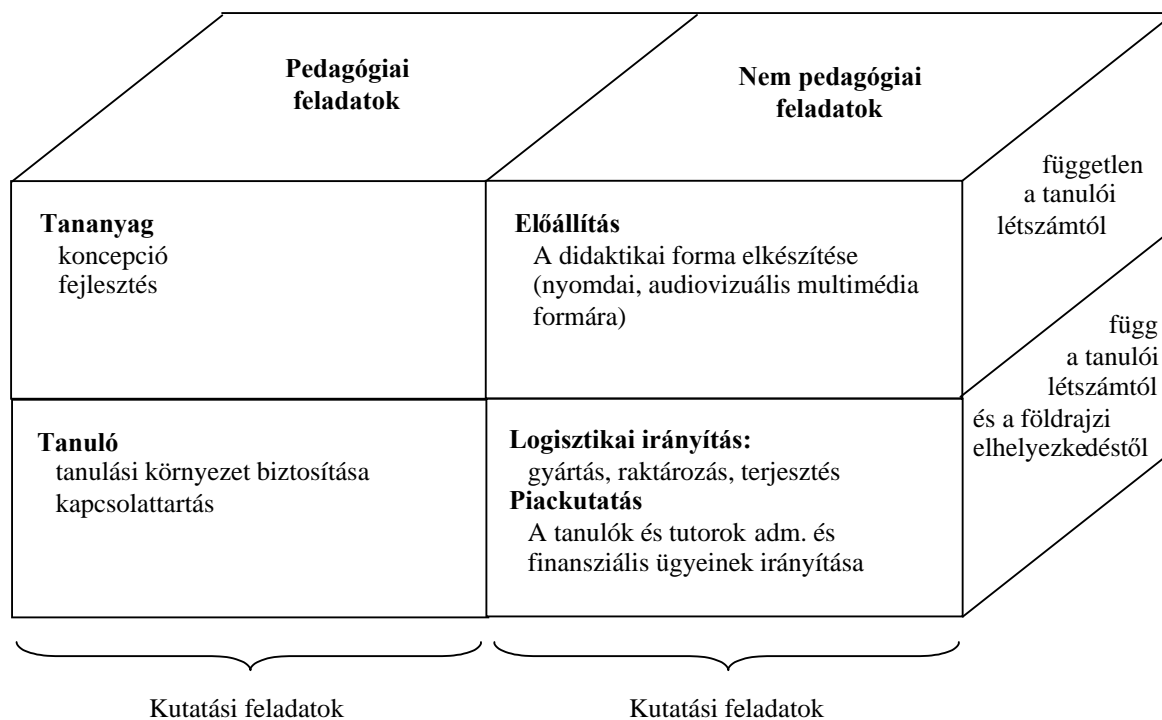 Pedagógiai
feladatok
Nem pedagógiai
feladatok
független
a tanulói
létszámtól
Tananyag
koncepció
fejlesztés
Előállítás
A didaktikai forma elkészítése
(nyomdai, audiovizuális multimédia
formára)
függ
a tanulói
létszámtól
és a földrajzi
elhelyezkedéstől
Tanuló
tanulási környezet biztosítása
kapcsolattartás
Logisztikai irányítás:
gyártás, raktározás, terjesztés
Piackutatás
A tanulók és tutorok adm. és
finansziális ügyeinek irányítása
Kutatási feladatok
Kutatási feladatok